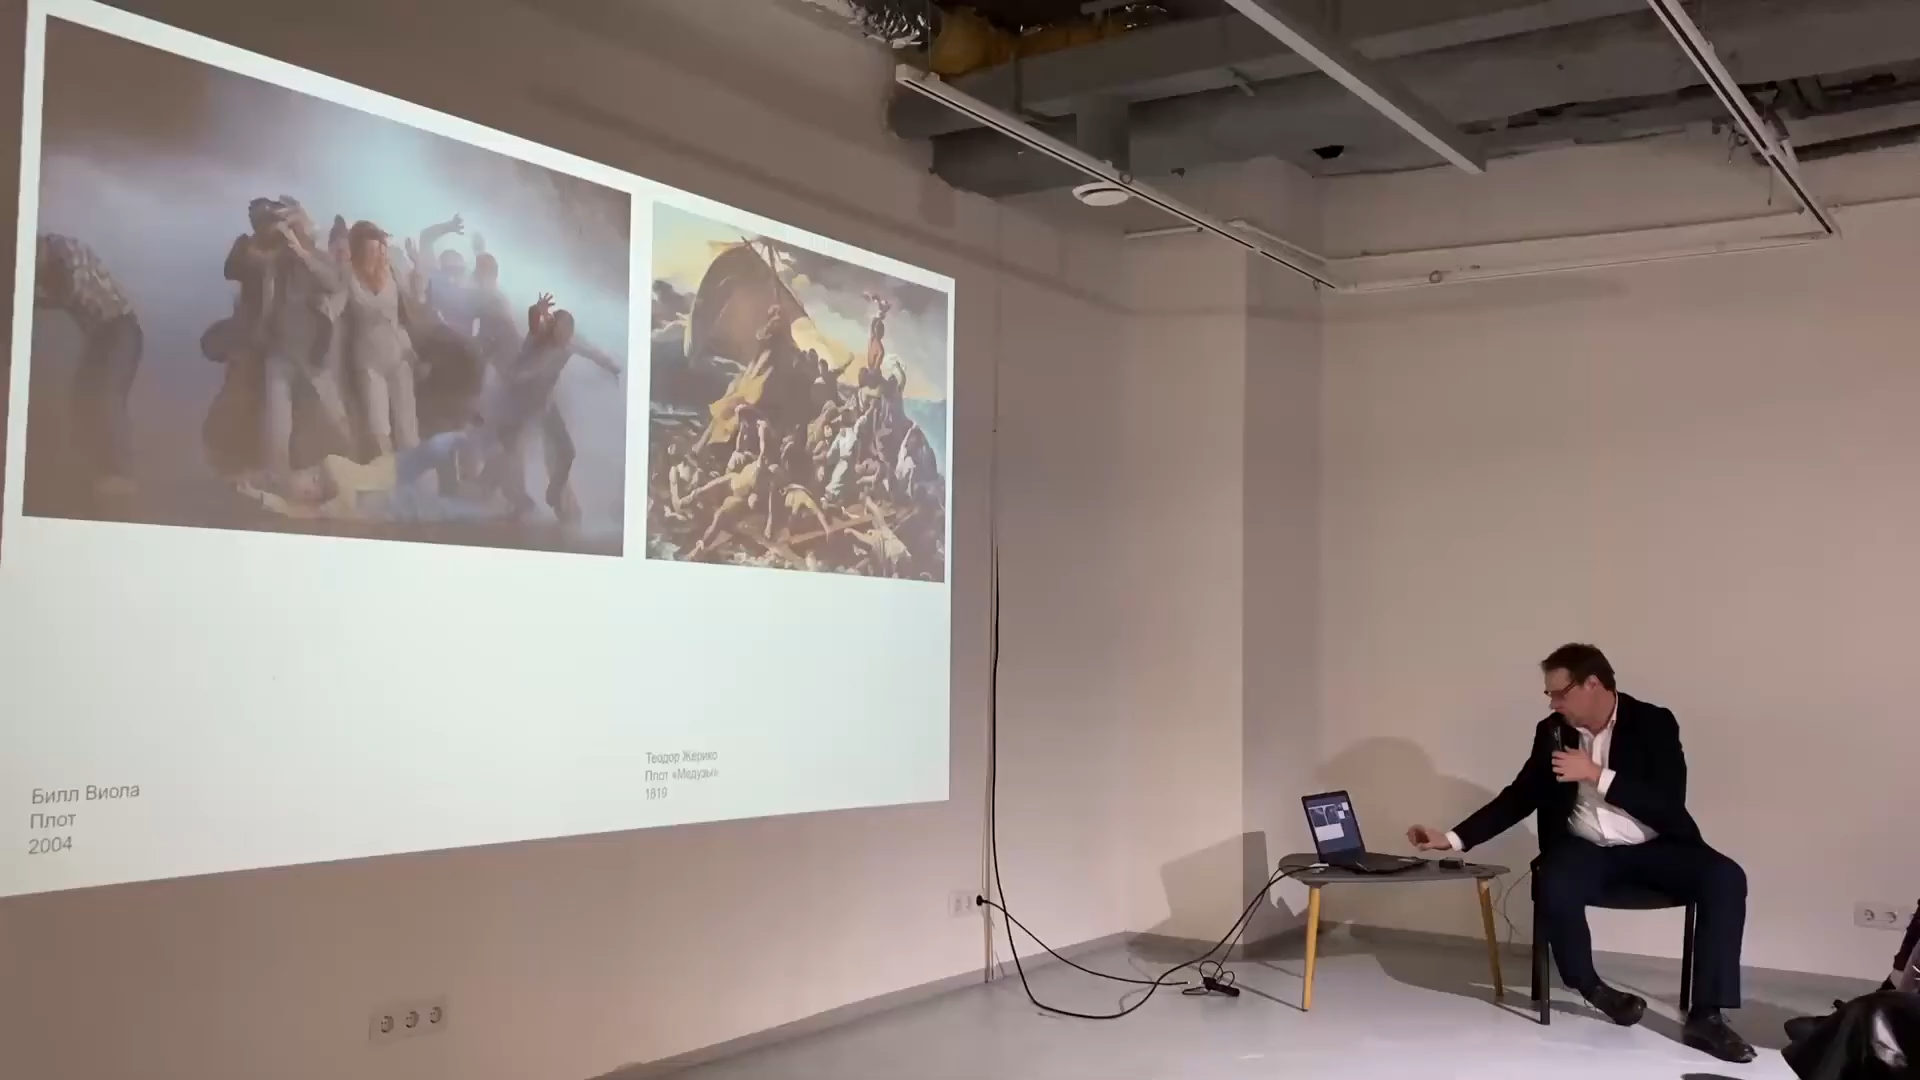 Билл Виола
Плот
2004
Теодор Жерико
Плот «Медузы»
1819